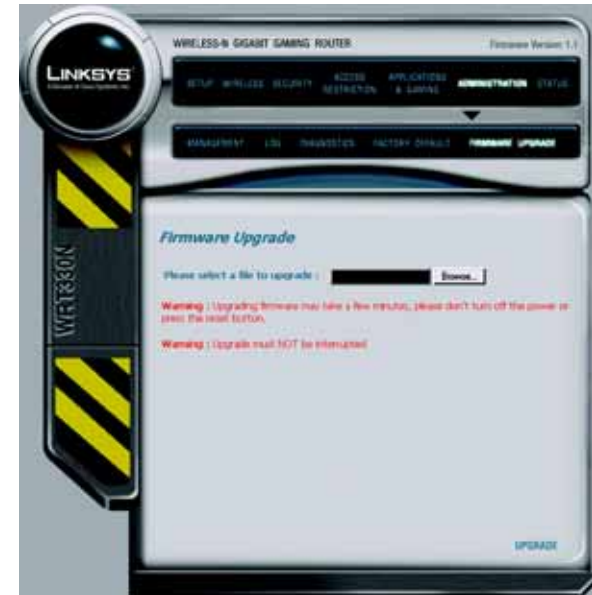 WIRELESS-N GIGABIT GAMING ROUTER
Firmware Version: 1.1
LINKSYS
SETUP WIRELESS SECURITY ACCESS RESTRICTION APPLICATIONS & GAMING ADMINISTRATION STATUS
MANAGEMENT LOG DIAGNOSTICS FACTORY DEFAULT FIRMWARE UPGRADE
WRT330N
Firmware Upgrade
Please select a file to upgrade :
Browse...
Warning : Upgrading firmware may take a few minutes, please don't turn off the power or
press the reset button.
Warning : Upgrade must NOT be interrupted
UPGRADE